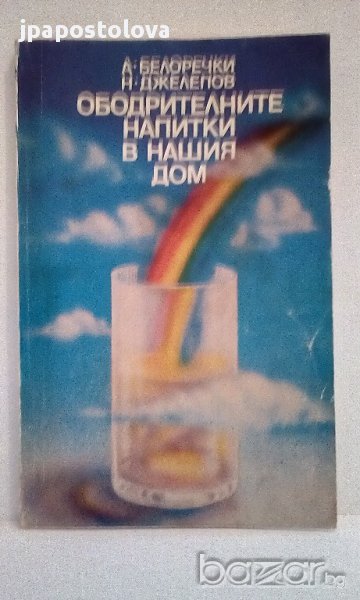 jpapostolova
А. БЕЛОРЕЧКИ
Н. ДЖЕЛЕПОВ
ОБОДРИТЕЛНИТЕ
НАПИТКИ
В НАШИЯ
ДОМ
bazar.bg